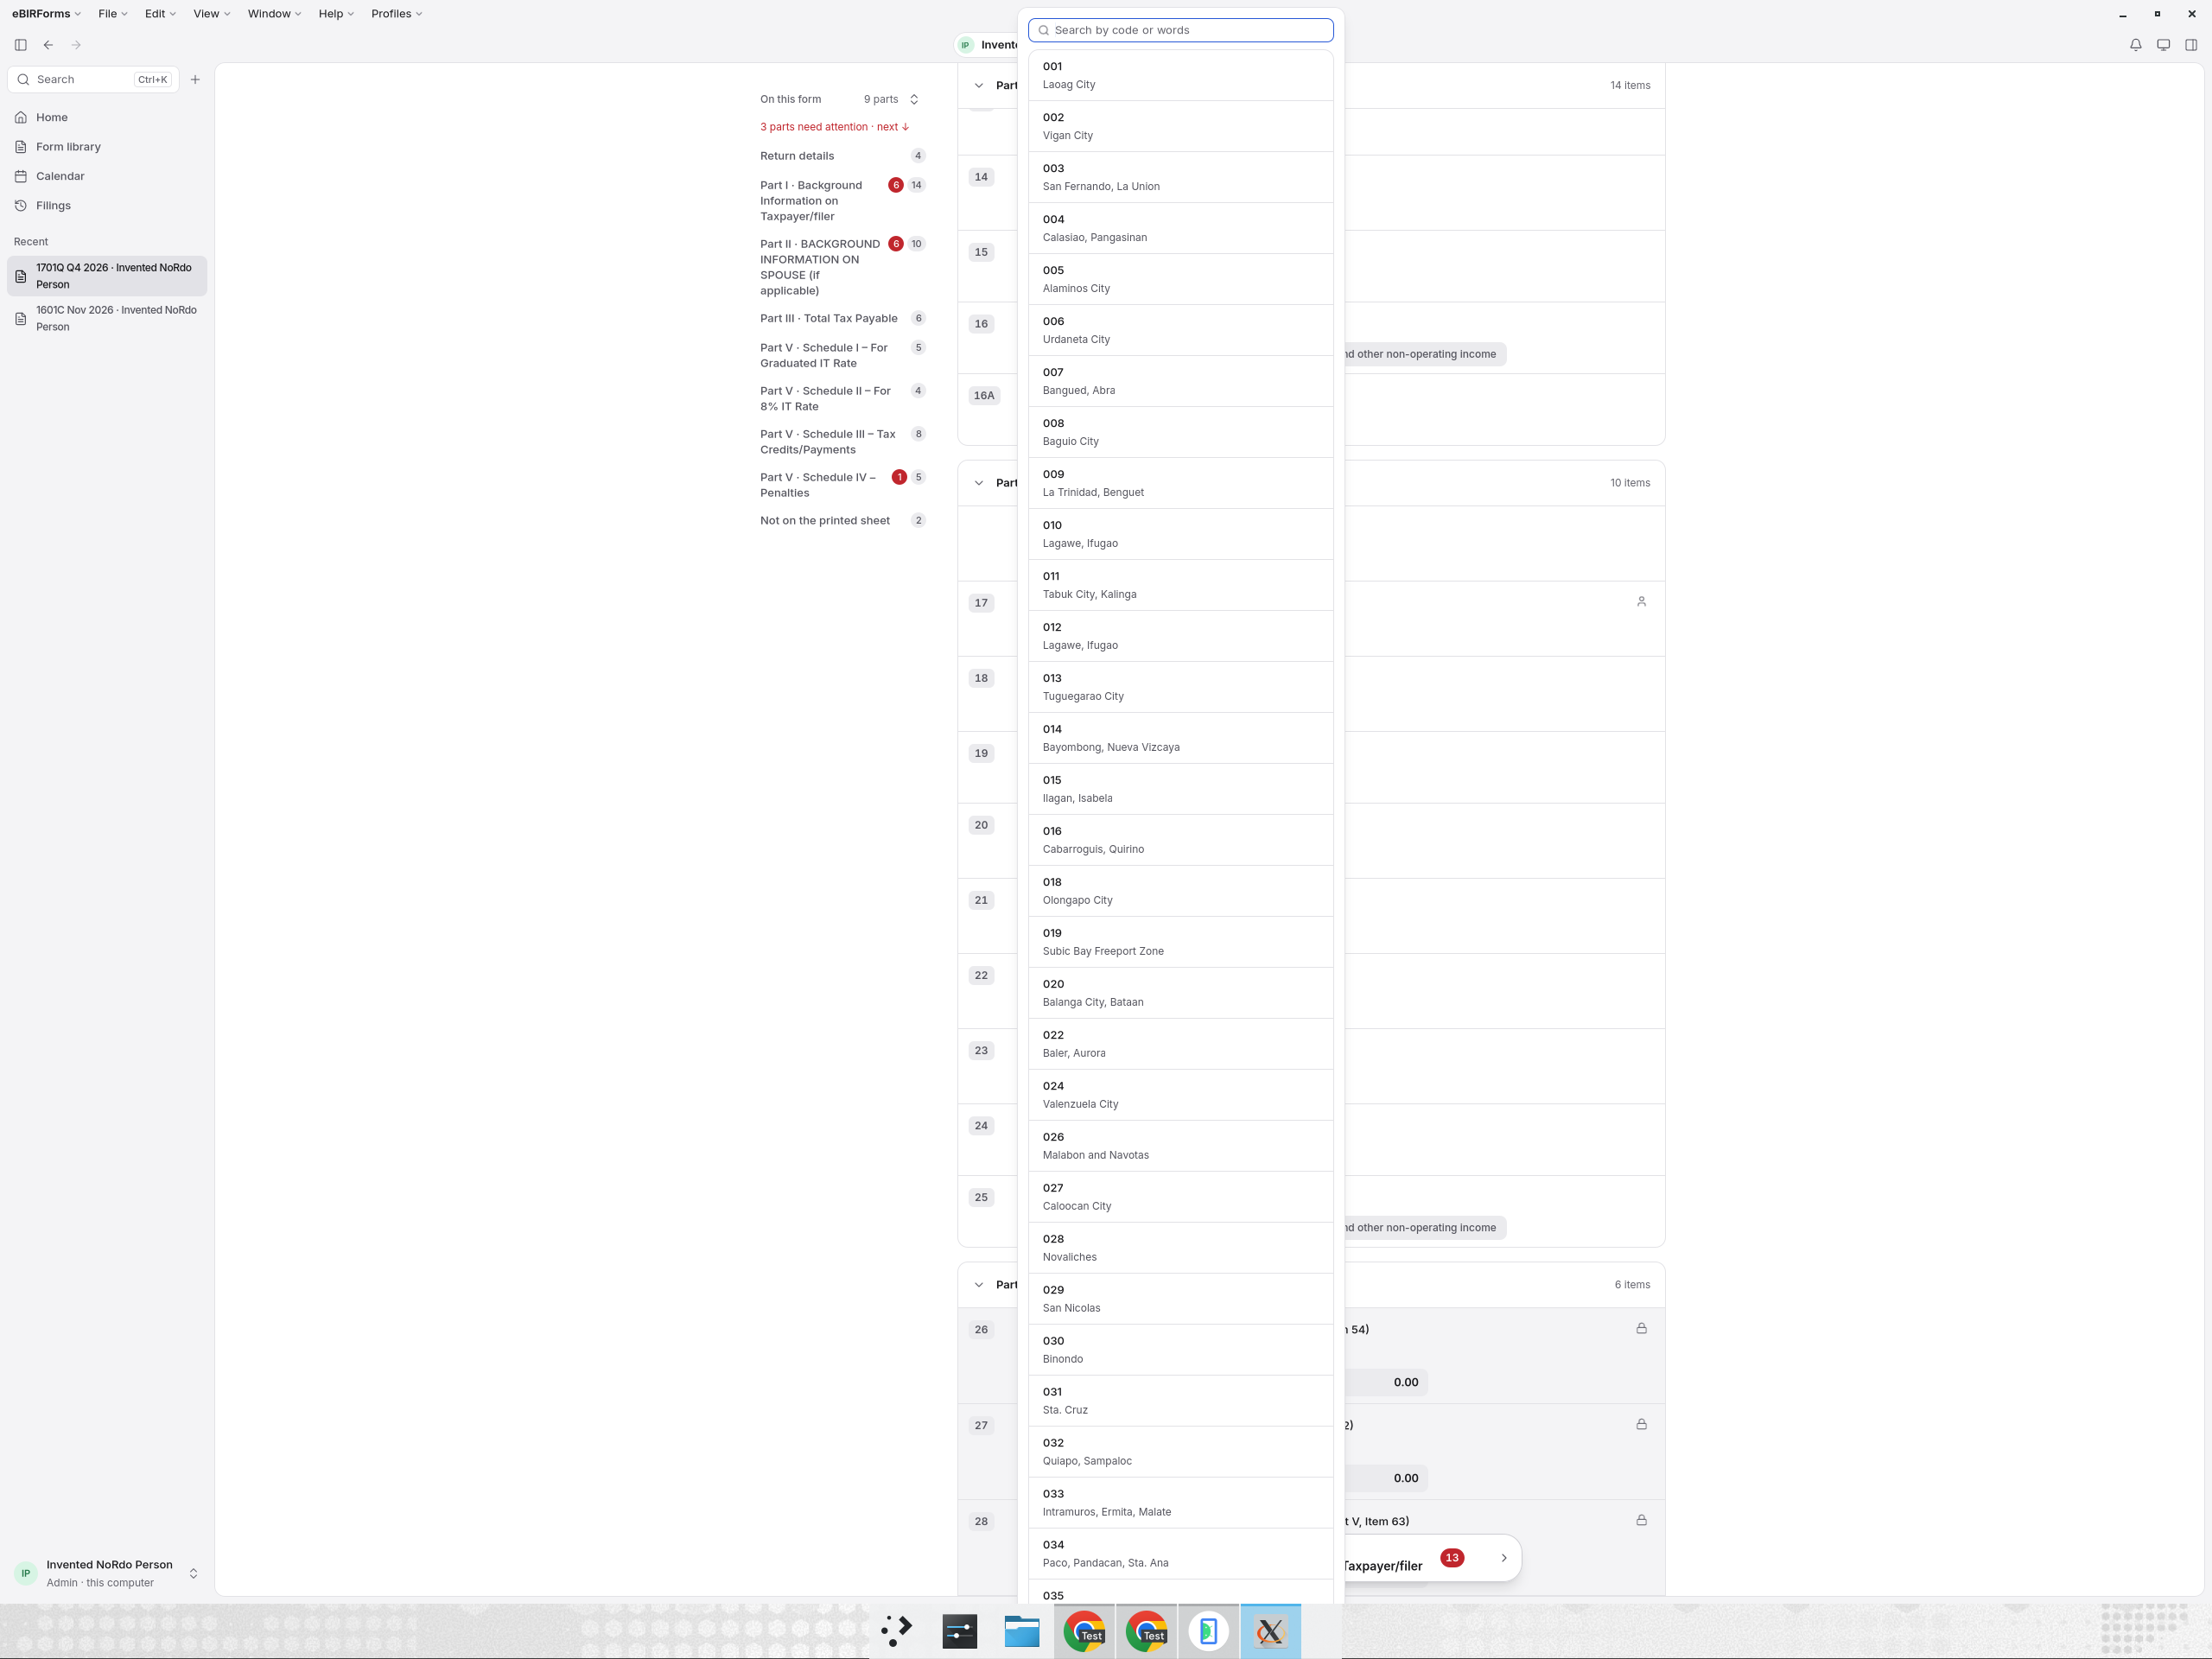 eBIRForms File Edit View Window Help Profiles
Search Ctrl+K
Home
Form library
Calendar
Filings
Recent
1701Q Q4 2026 · Invented NoRdo
Person
1601C Nov 2026 · Invented NoRdo
Person
Invented NoRdo Person
Admin · this computer
IP
On this form 9 parts
3 parts need attention · next ↓
Return details 4
Part I · Background 6 14
Information on
Taxpayer/filer
Part II · BACKGROUND 6 10
INFORMATION ON
SPOUSE (if
applicable)
Part III · Total Tax Payable 6
Part V · Schedule I – For 5
Graduated IT Rate
Part V · Schedule II – For 4
8% IT Rate
Part V · Schedule III – Tax 8
Credits/Payments
Part V · Schedule IV – 1 5
Penalties
Not on the printed sheet 2
IP Invente
Part 14 items
14
15
16
nd other non-operating income
16A
Part 10 items
17
18
19
20
21
22
23
24
25
nd other non-operating income
Part 6 items
26 54)
0.00
27 2)
0.00
28 t V, Item 63)
Taxpayer/filer 13
Search by code or words
001
Laoag City
002
Vigan City
003
San Fernando, La Union
004
Calasiao, Pangasinan
005
Alaminos City
006
Urdaneta City
007
Bangued, Abra
008
Baguio City
009
La Trinidad, Benguet
010
Lagawe, Ifugao
011
Tabuk City, Kalinga
012
Lagawe, Ifugao
013
Tuguegarao City
014
Bayombong, Nueva Vizcaya
015
Ilagan, Isabela
016
Cabarroguis, Quirino
018
Olongapo City
019
Subic Bay Freeport Zone
020
Balanga City, Bataan
022
Baler, Aurora
024
Valenzuela City
026
Malabon and Navotas
027
Caloocan City
028
Novaliches
029
San Nicolas
030
Binondo
031
Sta. Cruz
032
Quiapo, Sampaloc
033
Intramuros, Ermita, Malate
034
Paco, Pandacan, Sta. Ana
035
Test
Test